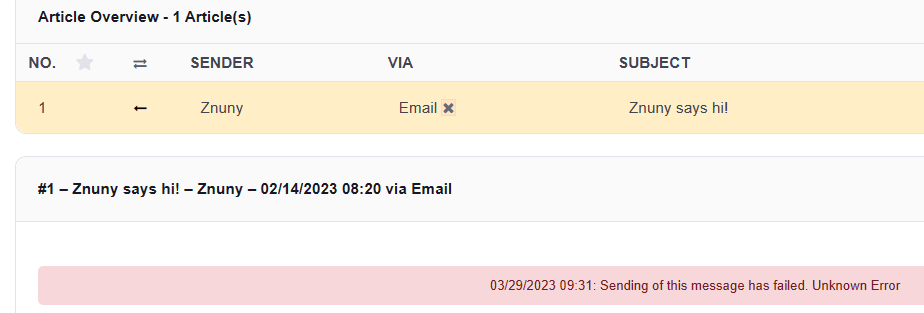 Article Overview - 1 Article(s)
NO. SENDER VIA SUBJECT
1 Znuny Email Znuny says hi!
#1 – Znuny says hi! – Znuny – 02/14/2023 08:20 via Email
03/29/2023 09:31: Sending of this message has failed. Unknown Error